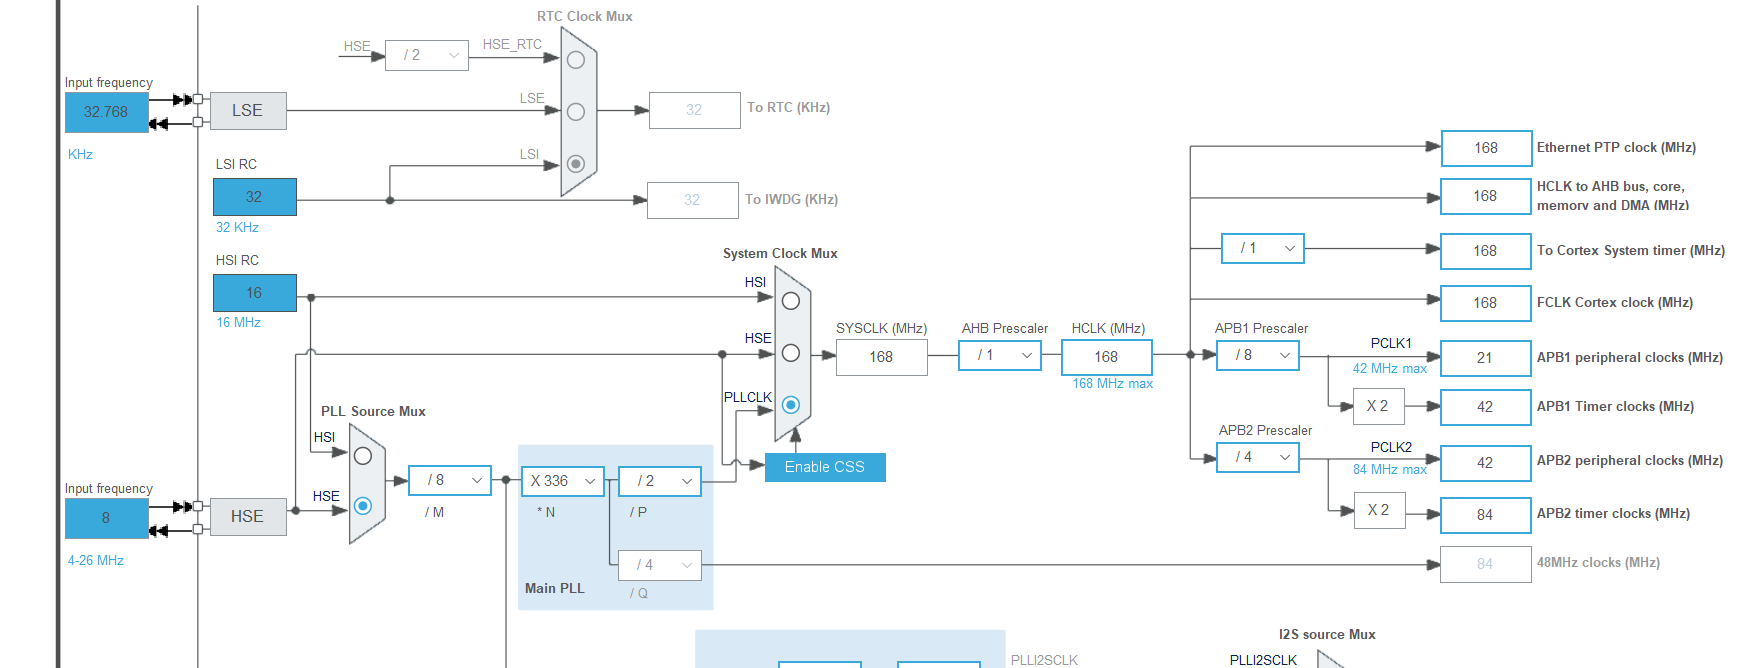 RTC Clock Mux
HSE
/ 2
HSE_RTC
Input frequency
32.768
LSE
LSE
32
To RTC (KHz)
KHz
LSI RC
LSI
32
32
To IWDG (KHz)
32 KHz
HSI RC
16
16 MHz
System Clock Mux
HSI
HSE
PLLCLK
SYSCLK (MHz)
168
AHB Prescaler
/ 1
HCLK (MHz)
168
168 MHz max
168
Ethernet PTP clock (MHz)
168
HCLK to AHB bus, core,
memory and DMA (MHz)
/ 1
168
To Cortex System timer (MHz)
168
FCLK Cortex clock (MHz)
APB1 Prescaler
/ 8
PCLK1
42 MHz max
21
APB1 peripheral clocks (MHz)
X 2
42
APB1 Timer clocks (MHz)
APB2 Prescaler
/ 4
PCLK2
84 MHz max
42
APB2 peripheral clocks (MHz)
X 2
84
APB2 timer clocks (MHz)
84
48MHz clocks (MHz)
PLL Source Mux
HSI
HSE
Input frequency
8
HSE
4-26 MHz
/ 8
/ M
X 336
* N
/ 2
/ P
Enable CSS
/ 4
/ Q
Main PLL
I2S source Mux
PLLI2SCLK
PLLI2SCLK